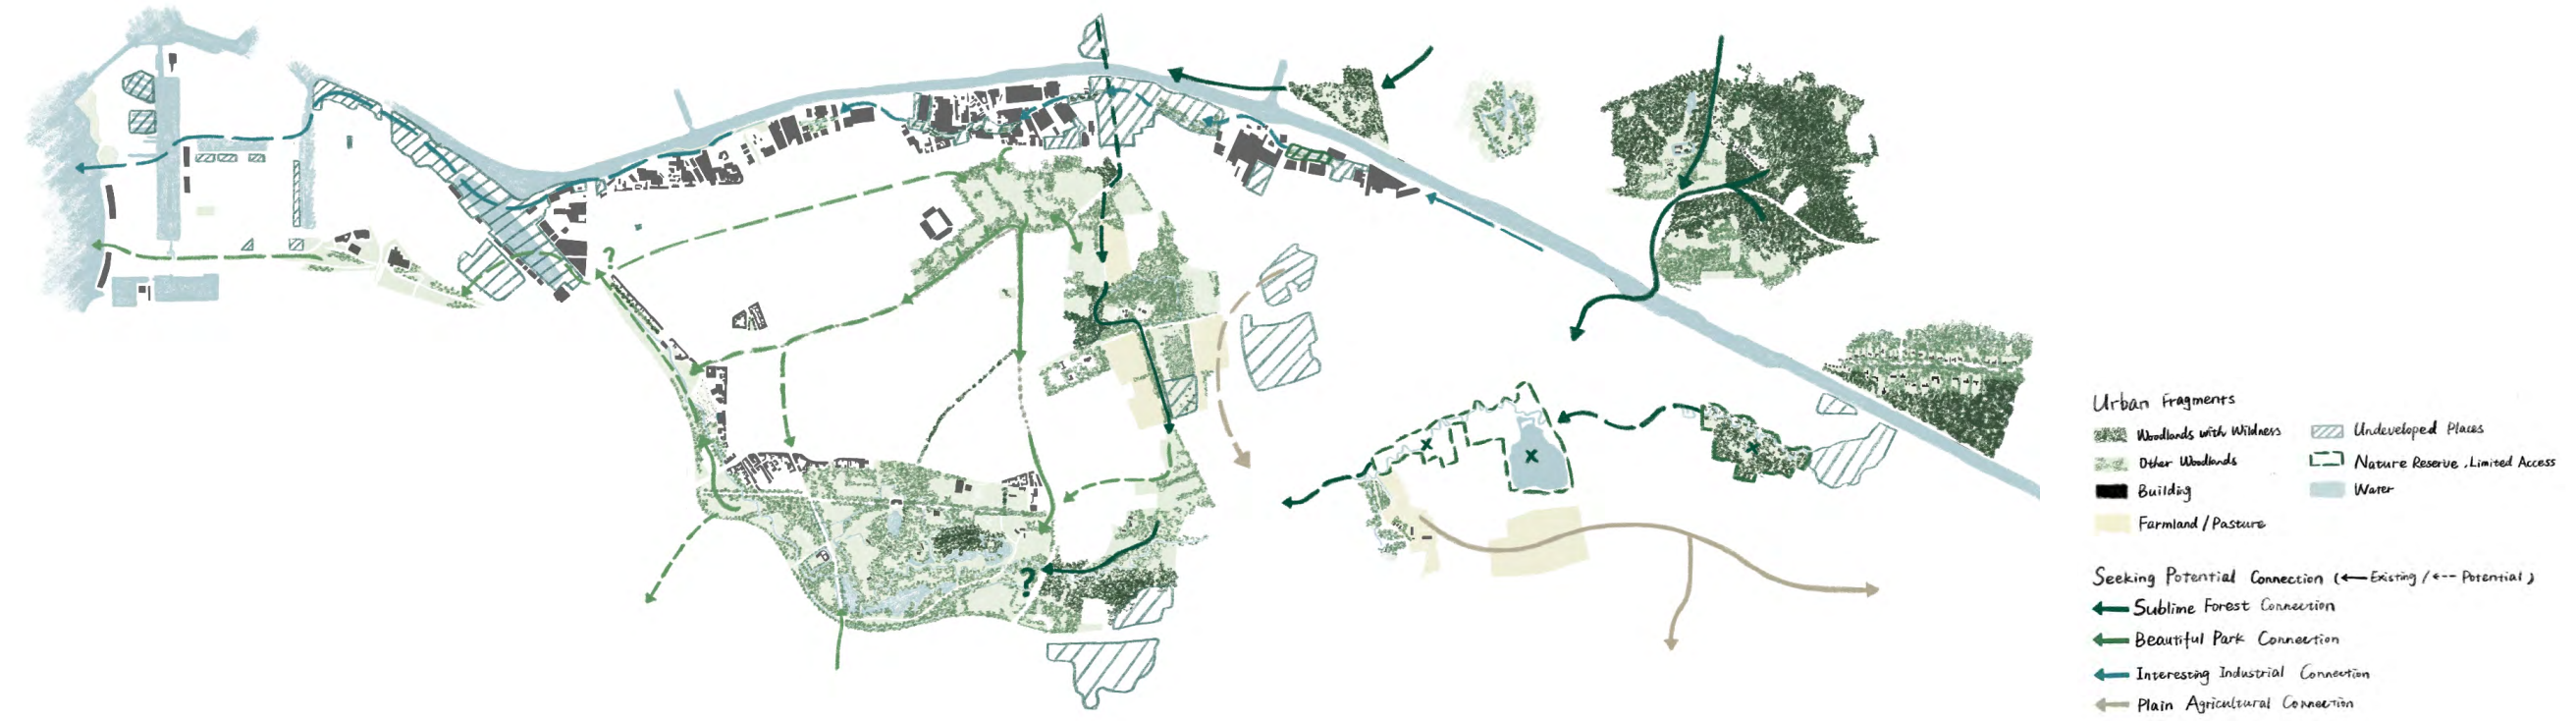 ?
?
x
x
x
x
Urban Fragments
Woodlands with Wildness
Undeveloped Places
Other Woodlands
Nature Reserve, Limited Access
Building
Water
Farmland / Pasture
Seeking Potential Connection (← Existing / ←-- Potential)
Sublime Forest Connection
Beautiful Park Connection
Interesting Industrial Connection
Plain Agricultural Connection